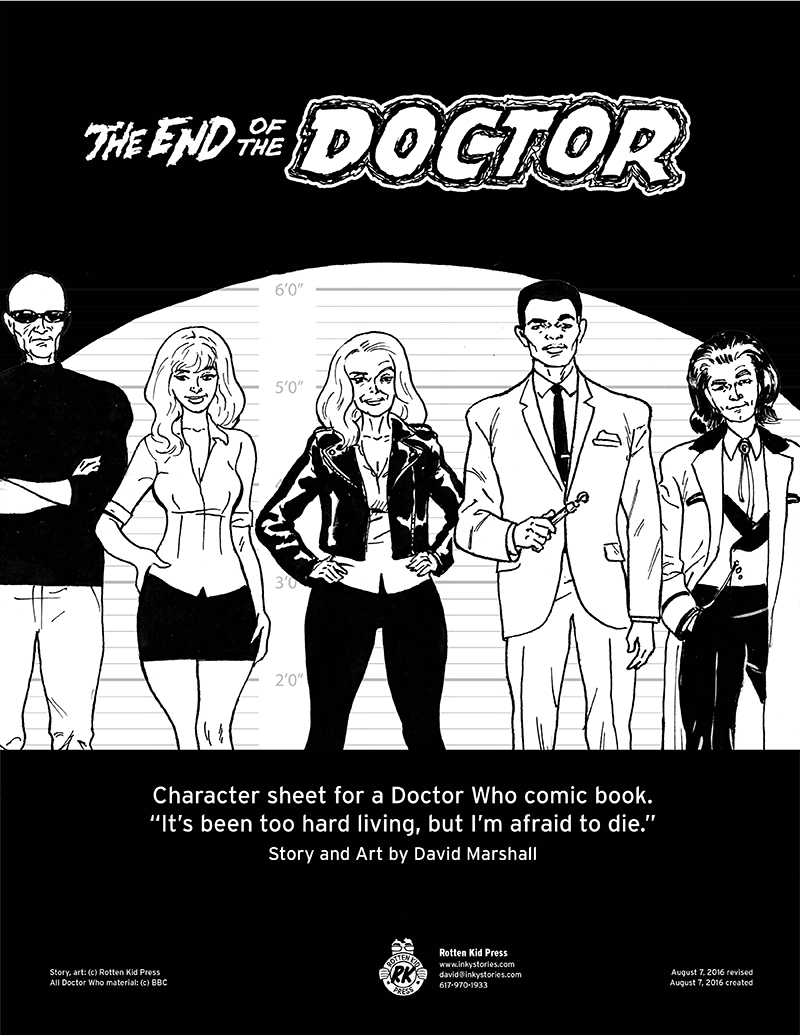 THE END OF THE DOCTOR
6'0"
5'0"
3'0"
2'0"
Character sheet for a Doctor Who comic book.
“It’s been too hard living, but I’m afraid to die.”
Story and Art by David Marshall
Story, art: (c) Rotten Kid Press
All Doctor Who material: (c) BBC
ROTTEN KID
RK
PRESS
Rotten Kid Press
www.inkystories.com
david@inkystories.com
617-970-1933
August 7, 2016 revised
August 7, 2016 created